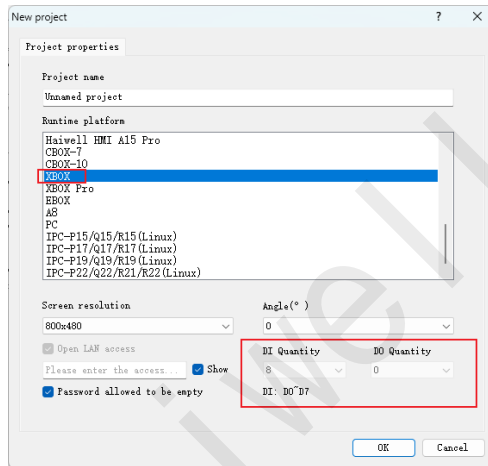 New project
? ×
Project properties
Project name
Unnamed project
Runtime platform
Haiwell HMI A15 Pro
CBOX-7
CBOX-10
XBOX
XBOX Pro
EBOX
A8
PC
IPC-P15/Q15/R15(Linux)
IPC-P17/Q17/R17(Linux)
IPC-P19/Q19/R19(Linux)
IPC-P22/Q22/R21/R22(Linux)
Screen resolution Angle(° )
800x480 0
Open LAN access DI Quantity DO Quantity
Please enter the access... Show 8 0
Password allowed to be empty DI: D0~D7
OK Cancel